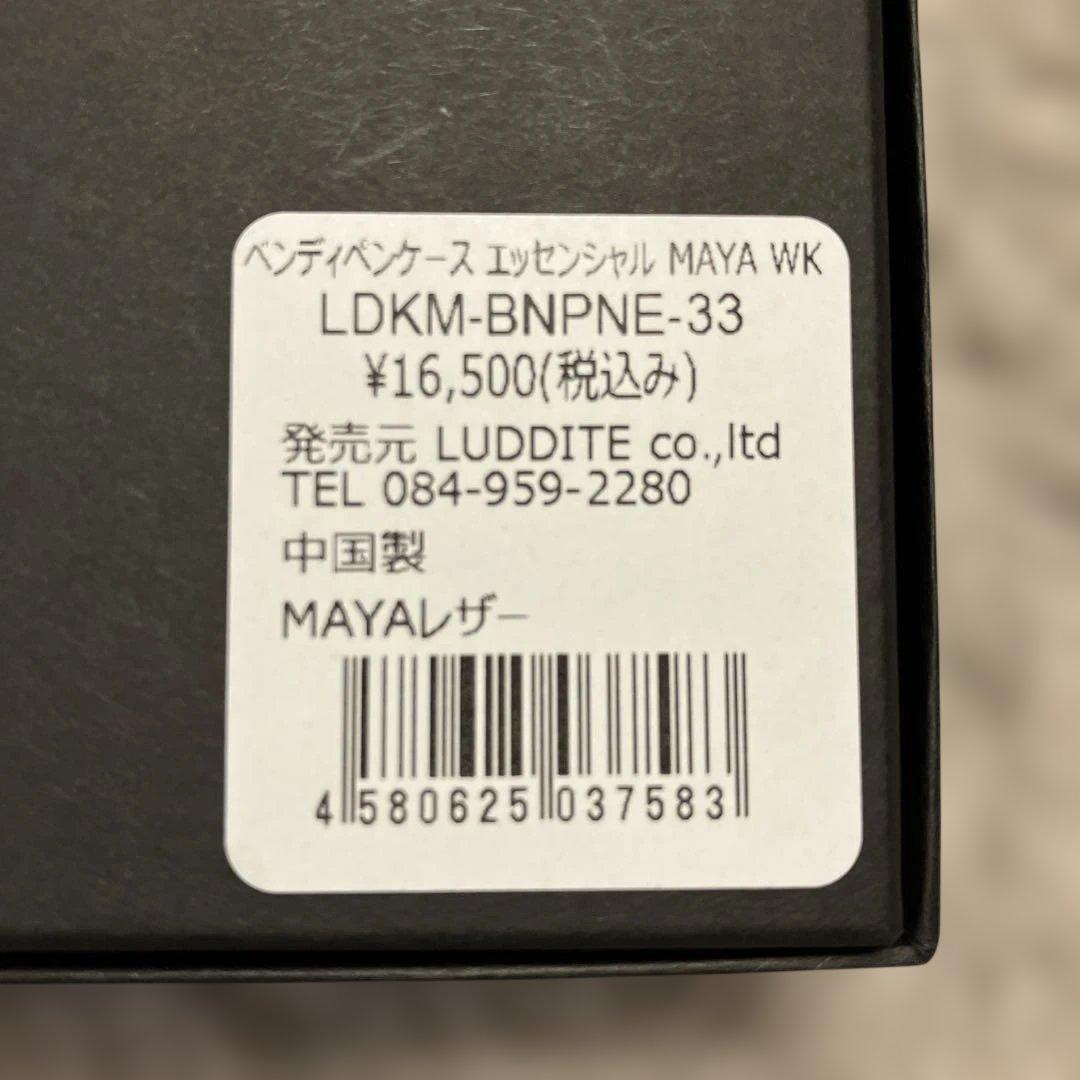 ベンディペンケース エッセンシャル MAYA WK
LDKM-BNPNE-33
¥16,500(税込み)
発売元 LUDDITE co.,ltd
TEL 084-959-2280
中国製
MAYAレザー
4 580625 037583